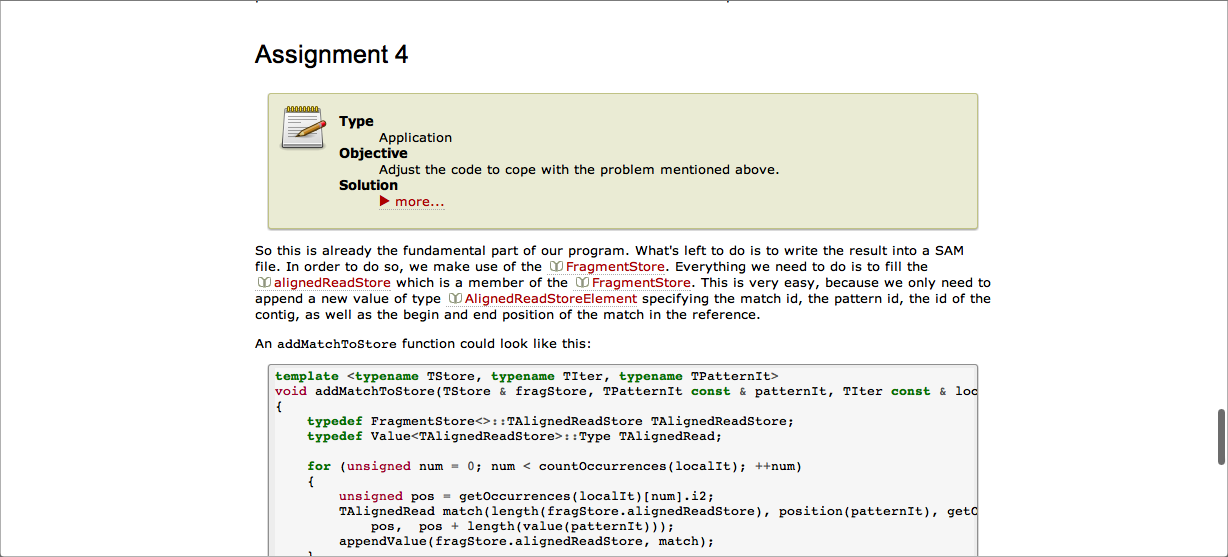 Assignment 4
Type
Application
Objective
Adjust the code to cope with the problem mentioned above.
Solution
more...
So this is already the fundamental part of our program. What's left to do is to write the result into a SAM
file. In order to do so, we make use of the FragmentStore. Everything we need to do is to fill the
alignedReadStore which is a member of the FragmentStore. This is very easy, because we only need to
append a new value of type AlignedReadStoreElement specifying the match id, the pattern id, the id of the
contig, as well as the begin and end position of the match in the reference.
An addMatchToStore function could look like this:
template <typename TStore, typename TIter, typename TPatternIt>
void addMatchToStore(TStore & fragStore, TPatternIt const & patternIt, TIter const & loc
{
    typedef FragmentStore<>::TAlignedReadStore TAlignedReadStore;
    typedef Value<TAlignedReadStore>::Type TAlignedRead;
    for (unsigned num = 0; num < countOccurrences(localIt); ++num)
    {
        unsigned pos = getOccurrences(localIt)[num].i2;
        TAlignedRead match(length(fragStore.alignedReadStore), position(patternIt), getO
            pos,  pos + length(value(patternIt)));
        appendValue(fragStore.alignedReadStore, match);